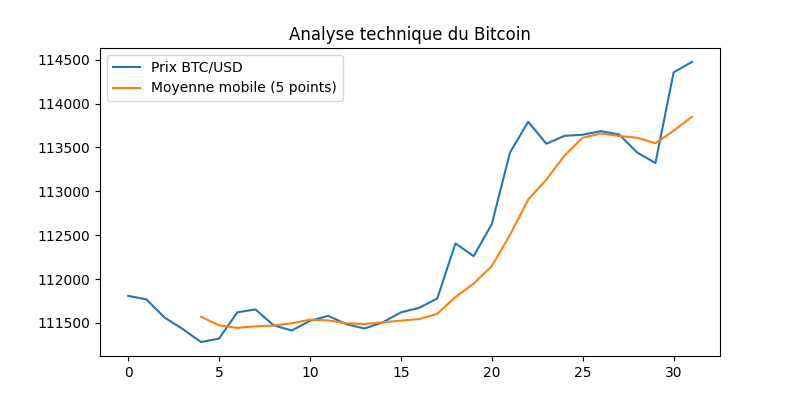 Analyse technique du Bitcoin
Prix BTC/USD
Moyenne mobile (5 points)
114500
114000
113500
113000
112500
112000
111500
0 5 10 15 20 25 30